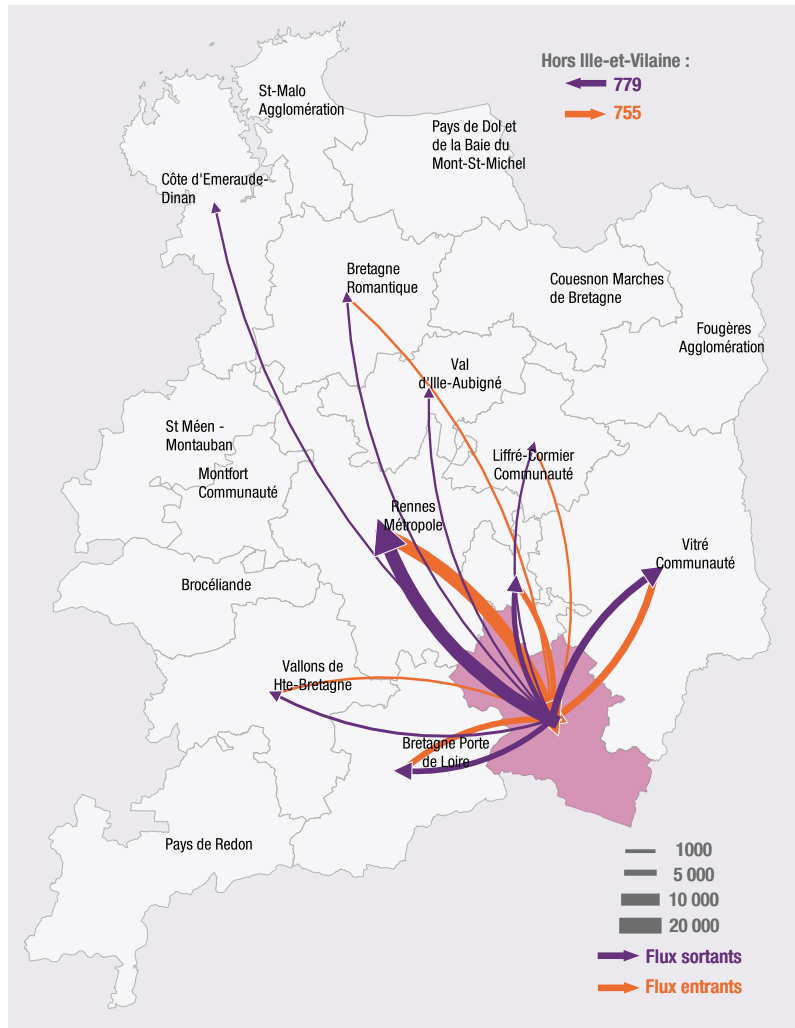 Hors Ille-et-Vilaine :
779
755
St-Malo
Agglomération
Pays de Dol et
de la Baie du
Mont-St-Michel
Côte d'Emeraude-
Dinan
Bretagne
Romantique
Couesnon Marches
de Bretagne
Fougères
Agglomération
Val
d'Ille-Aubigné
St Méen -
Montauban
Montfort
Communauté
Liffré-Cormier
Communauté
Rennes
Métropole
Vitré
Communauté
Brocéliande
Vallons de
Hte-Bretagne
Bretagne Porte
de Loire
Pays de Redon
1000
5 000
10 000
20 000
Flux sortants
Flux entrants